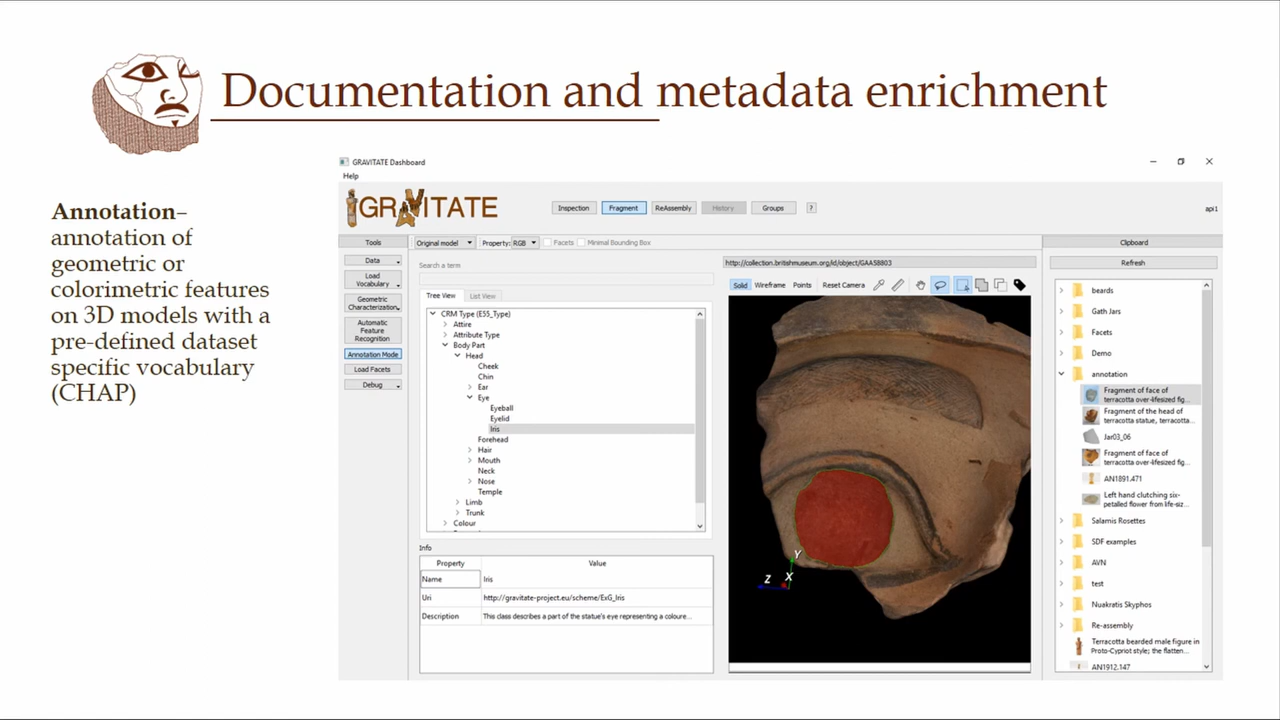 Documentation and metadata enrichment
Annotation–
annotation of
geometric or
colorimetric features
on 3D models with a
pre-defined dataset
specific vocabulary
(CHAP)
GRAVITATE Dashboard
Help
GRAVITATE
Inspection
Fragment
ReAssembly
History
Groups
?
api1
Tools
Data
Load
Vocabulary
Geometric
Characterization
Automatic
Feature
Recognition
Annotation Mode
Load Facets
Debug
Original model
Property: RGB
Facets
Minimal Bounding Box
Search a term
Tree View
List View
CRM Type (E55_Type)
Attire
Attribute Type
Body Part
Head
Cheek
Chin
Ear
Eye
Eyeball
Eyelid
Iris
Forehead
Hair
Mouth
Neck
Nose
Temple
Limb
Trunk
Colour
Info
Property Value
Name Iris
Uri http://gravitate-project.eu/scheme/ExG_Iris
Description This class describes a part of the statue's eye representing a coloure...
http://collection.britishmuseum.org/id/object/GAA58803
Solid
Wireframe
Points
Reset Camera
Y
Z
X
Clipboard
Refresh
beards
Gath Jars
Facets
Demo
annotation
Fragment of face of
terracotta over-lifesized fig...
Fragment of the head of
terracotta statue, terracotta...
Jar03_06
Fragment of face of
terracotta over-lifesized fig...
AN1891.471
Left hand clutching six-
petalled flower from life-siz...
Salamis Rosettes
SDF examples
AVN
test
Nuakratis Skyphos
Re-assembly
Terracotta bearded male figure in
Proto-Cypriot style; the flatten...
AN1912.147